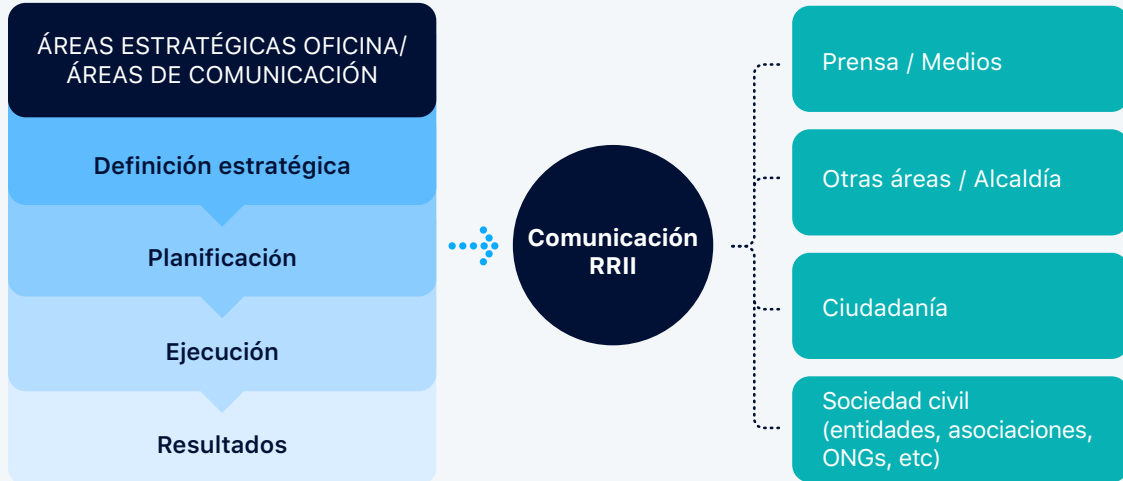 ÁREAS ESTRATÉGICAS OFICINA/
ÁREAS DE COMUNICACIÓN
Definición estratégica
Planificación
Ejecución
Resultados
Comunicación
RRII
Prensa / Medios
Otras áreas / Alcaldía
Ciudadanía
Sociedad civil
(entidades, asociaciones,
ONGs, etc)